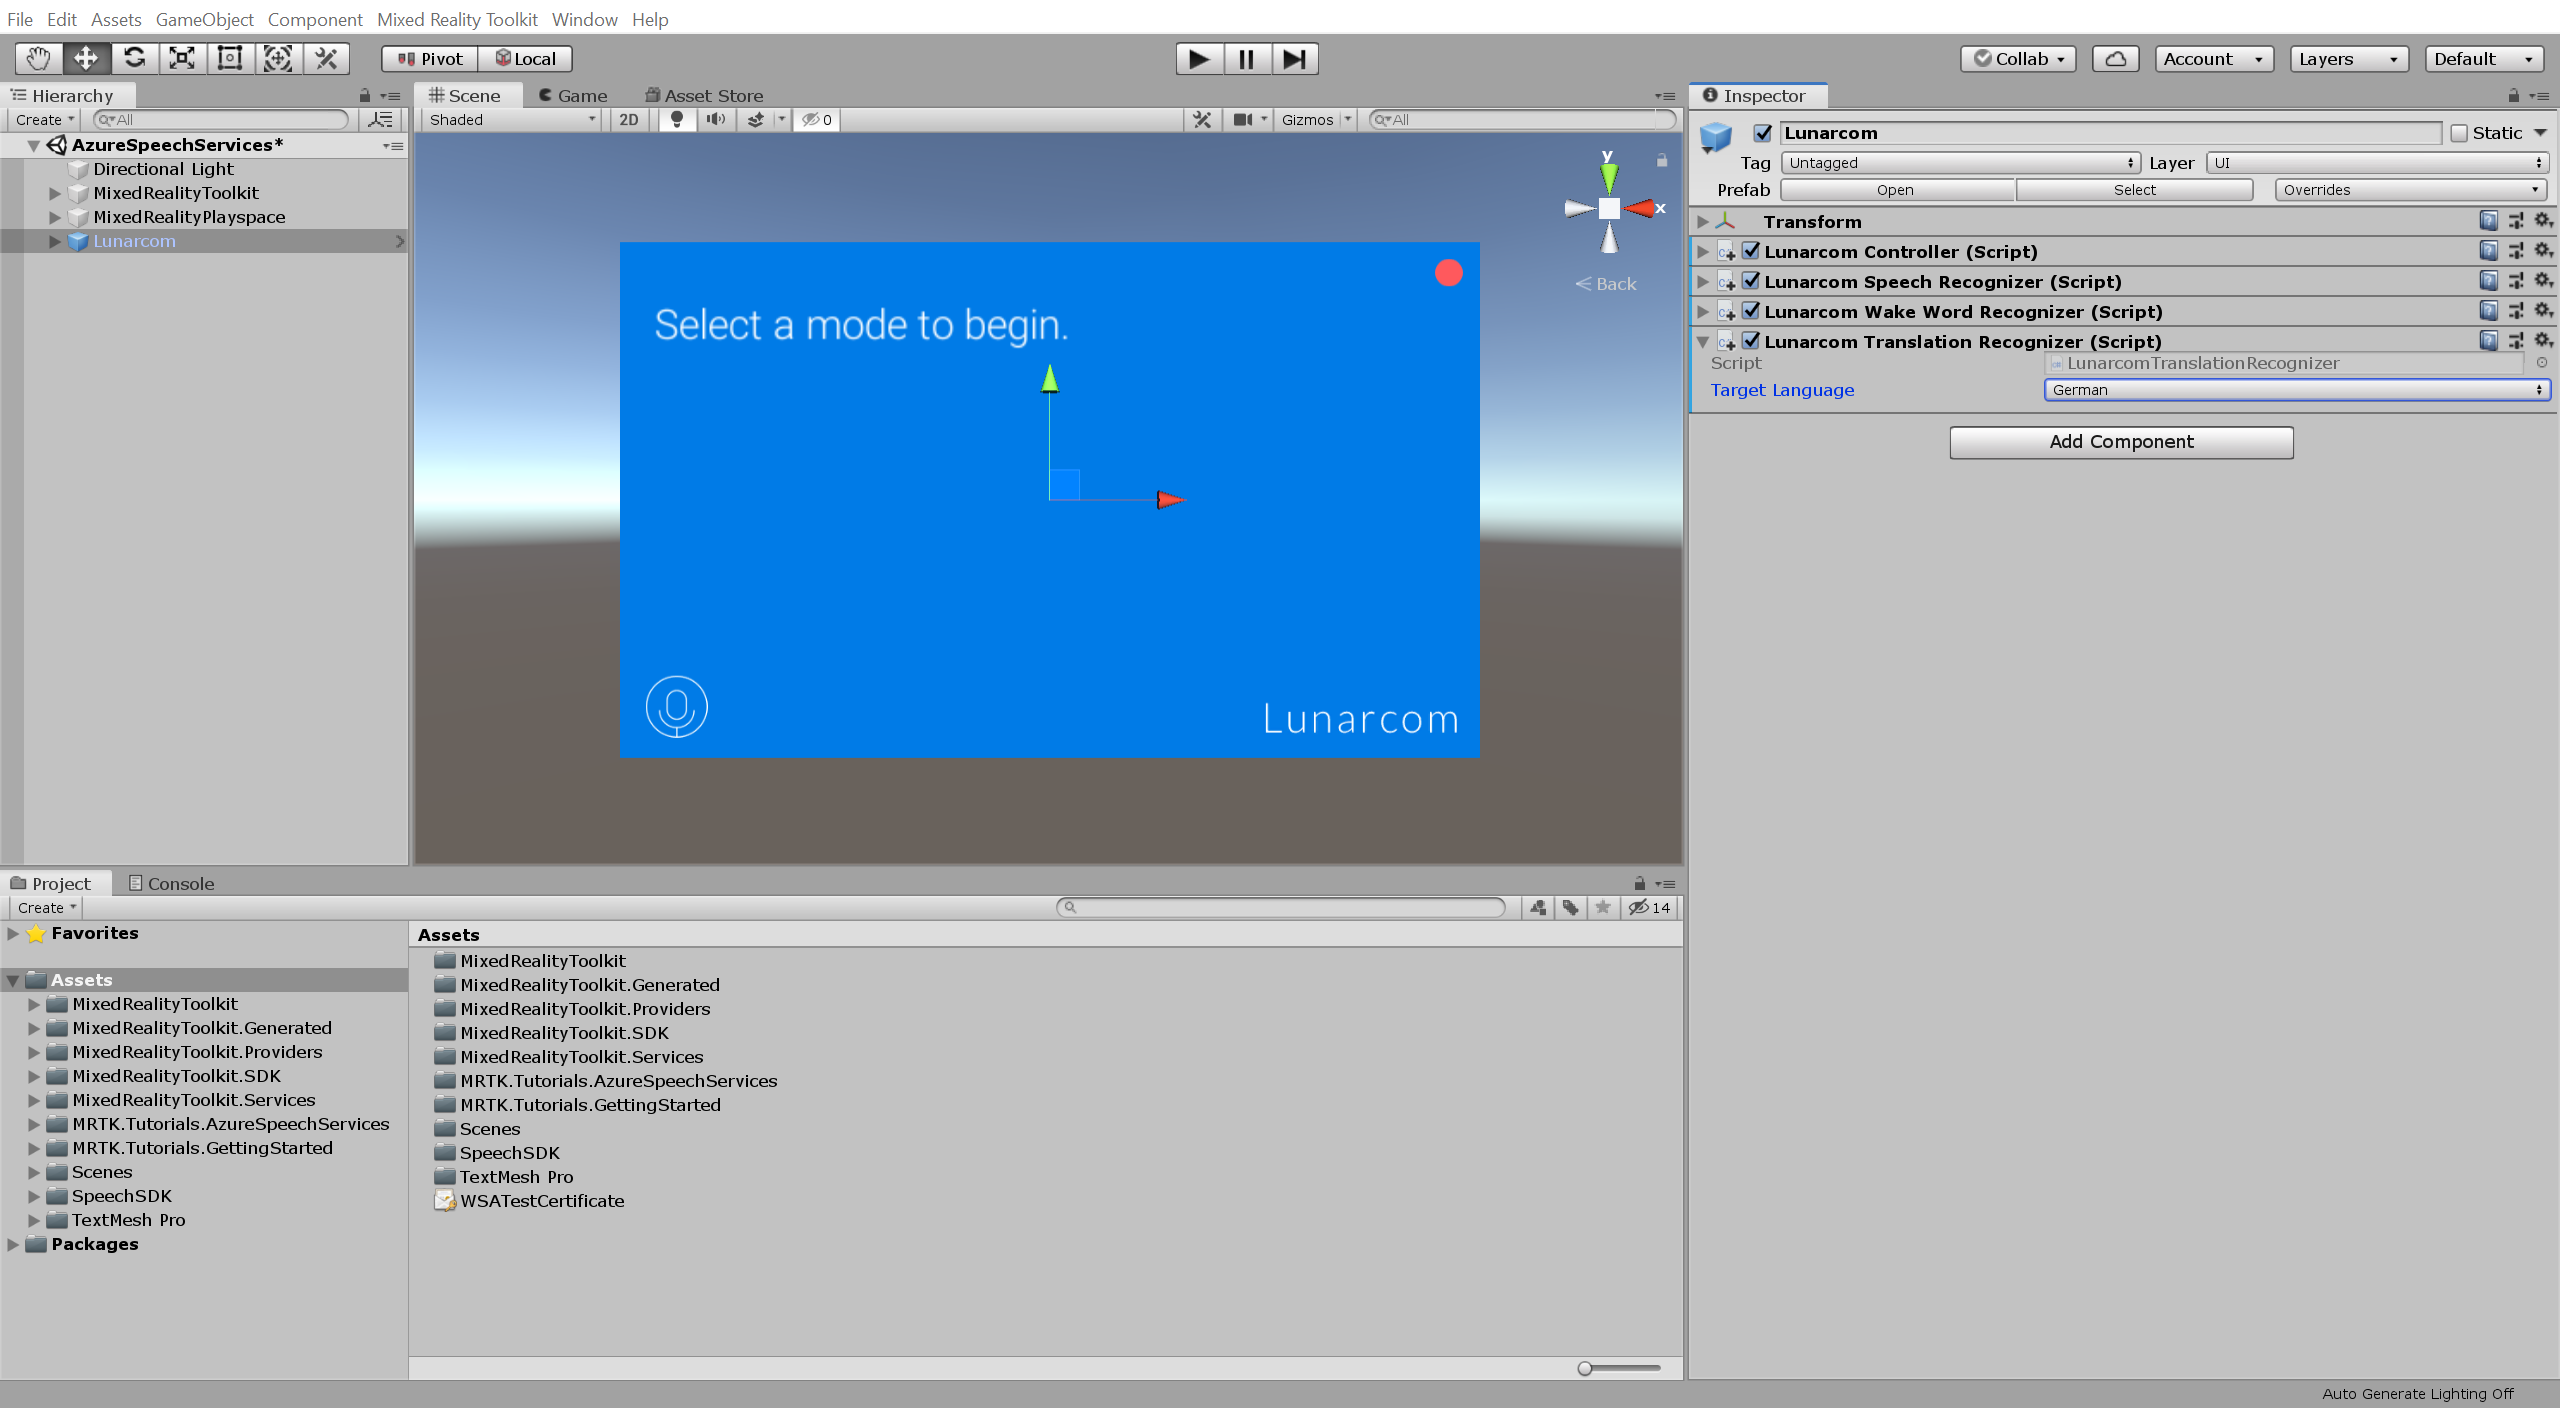 File Edit Assets GameObject Component Mixed Reality Toolkit Window Help
Pivot Local Collab Account Layers Default
Hierarchy
Create All
AzureSpeechServices*
Directional Light
MixedRealityToolkit
MixedRealityPlayspace
Lunarcom
Scene Game Asset Store
Shaded 2D 0 Gizmos All
y
x
Back
Select a mode to begin.
Lunarcom
Inspector
Lunarcom Static
Tag Untagged Layer UI
Prefab Open Select Overrides
Transform
Lunarcom Controller (Script)
Lunarcom Speech Recognizer (Script)
Lunarcom Wake Word Recognizer (Script)
Lunarcom Translation Recognizer (Script)
Script LunarcomTranslationRecognizer
Target Language German
Add Component
Project Console
Create 14
Favorites
Assets
MixedRealityToolkit
MixedRealityToolkit.Generated
MixedRealityToolkit.Providers
MixedRealityToolkit.SDK
MixedRealityToolkit.Services
MRTK.Tutorials.AzureSpeechServices
MRTK.Tutorials.GettingStarted
Scenes
SpeechSDK
TextMesh Pro
Packages
Assets
MixedRealityToolkit
MixedRealityToolkit.Generated
MixedRealityToolkit.Providers
MixedRealityToolkit.SDK
MixedRealityToolkit.Services
MRTK.Tutorials.AzureSpeechServices
MRTK.Tutorials.GettingStarted
Scenes
SpeechSDK
TextMesh Pro
WSATestCertificate
Auto Generate Lighting Off